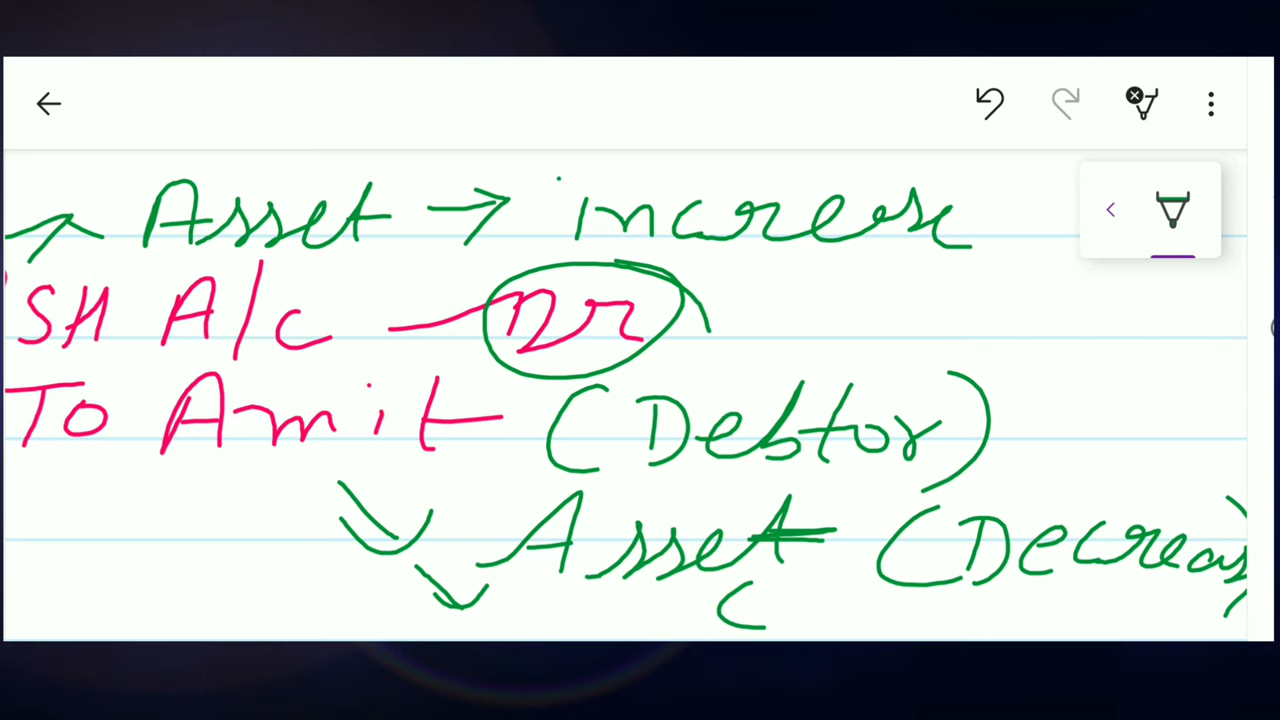 Asset → increase
SH A/c Dr
To Amit (Debtor)
Asset (Decreas)
(